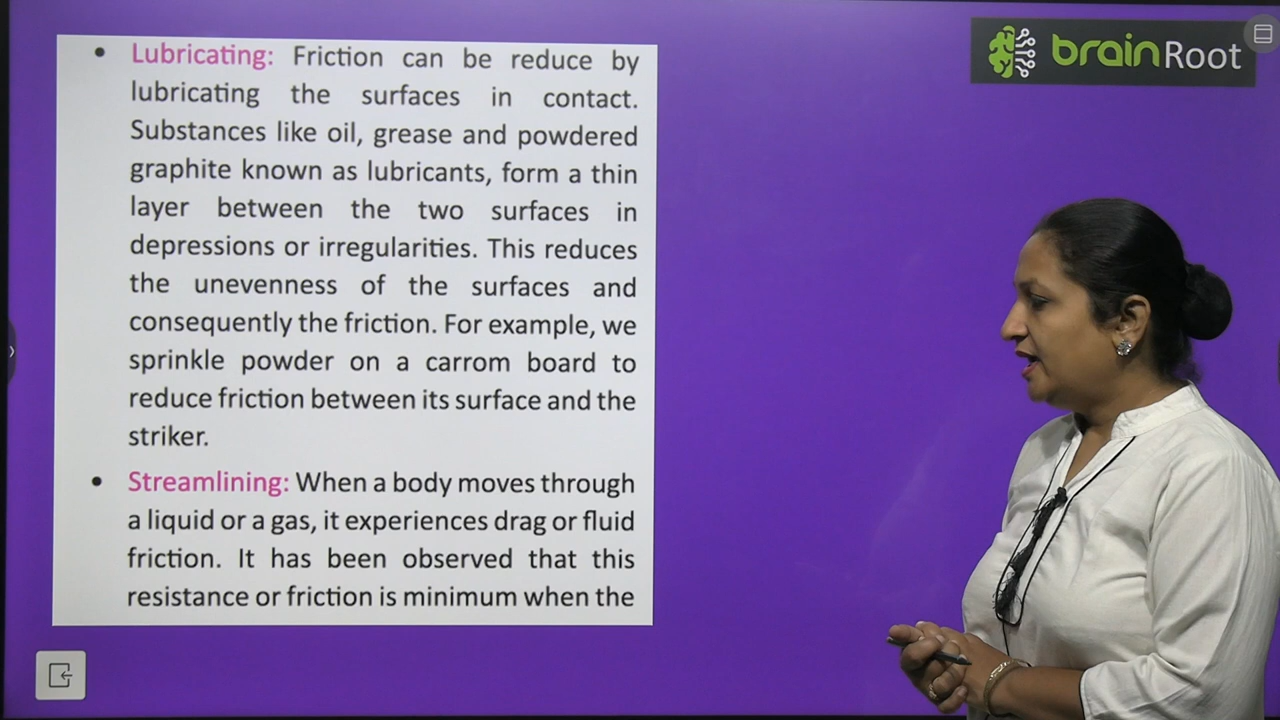 brainRoot
• Lubricating: Friction can be reduce by
lubricating the surfaces in contact.
Substances like oil, grease and powdered
graphite known as lubricants, form a thin
layer between the two surfaces in
depressions or irregularities. This reduces
the unevenness of the surfaces and
consequently the friction. For example, we
sprinkle powder on a carrom board to
reduce friction between its surface and the
striker.
• Streamlining: When a body moves through
a liquid or a gas, it experiences drag or fluid
friction. It has been observed that this
resistance or friction is minimum when the